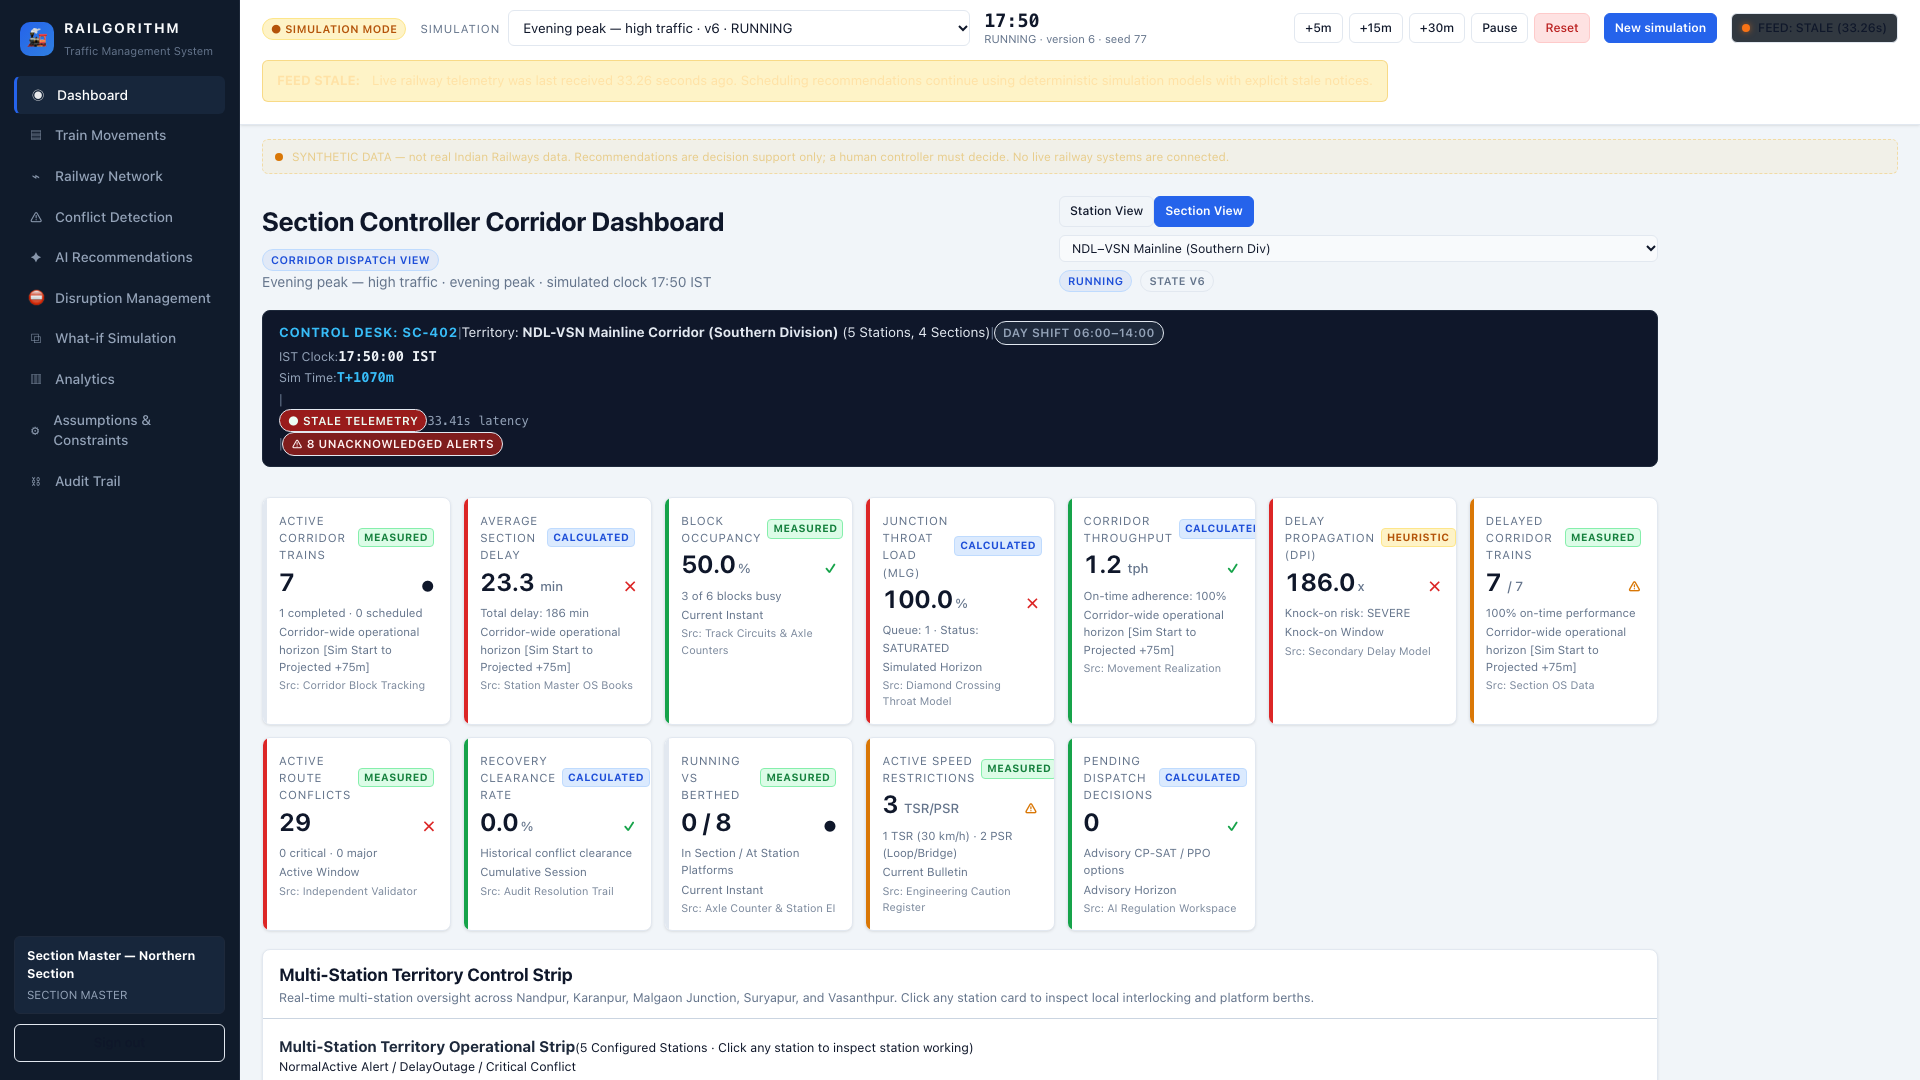 RAILGORITHM
Traffic Management System
Dashboard
Train Movements
Railway Network
Conflict Detection
AI Recommendations
Disruption Management
What-if Simulation
Analytics
Assumptions &
Constraints
Audit Trail
Section Master — Northern
Section
SECTION MASTER
SIMULATION MODE
SIMULATION
Evening peak — high traffic · v6 · RUNNING
17:50
RUNNING · version 6 · seed 77
+5m
+15m
+30m
Pause
Reset
New simulation
FEED: STALE (33.26s)
FEED STALE: Live railway telemetry was last received 33.26 seconds ago. Scheduling recommendations continue using deterministic simulation models with explicit stale notices.
SYNTHETIC DATA — not real Indian Railways data. Recommendations are decision support only; a human controller must decide. No live railway systems are connected.
Section Controller Corridor Dashboard
CORRIDOR DISPATCH VIEW
Evening peak — high traffic · evening peak · simulated clock 17:50 IST
Station View
Section View
NDL–VSN Mainline (Southern Div)
RUNNING
STATE V6
CONTROL DESK: SC-402|Territory: NDL-VSN Mainline Corridor (Southern Division) (5 Stations, 4 Sections)|DAY SHIFT 06:00–14:00
IST Clock:17:50:00 IST
Sim Time:T+1070m
|
STALE TELEMETRY33.41s latency
|⚠ 8 UNACKNOWLEDGED ALERTS
ACTIVE
CORRIDOR
TRAINS
MEASURED
7
1 completed · 0 scheduled
Corridor-wide operational
horizon [Sim Start to
Projected +75m]
Src: Corridor Block Tracking
AVERAGE
SECTION
DELAY
CALCULATED
23.3 min
Total delay: 186 min
Corridor-wide operational
horizon [Sim Start to
Projected +75m]
Src: Station Master OS Books
BLOCK
OCCUPANCY
MEASURED
50.0%
3 of 6 blocks busy
Current Instant
Src: Track Circuits & Axle
Counters
JUNCTION
THROAT
LOAD
(MLG)
CALCULATED
100.0%
Queue: 1 · Status:
SATURATED
Simulated Horizon
Src: Diamond Crossing
Throat Model
CORRIDOR
THROUGHPUT
CALCULATED
1.2 tph
On-time adherence: 100%
Corridor-wide operational
horizon [Sim Start to
Projected +75m]
Src: Movement Realization
DELAY
PROPAGATION
(DPI)
HEURISTIC
186.0x
Knock-on risk: SEVERE
Knock-on Window
Src: Secondary Delay Model
DELAYED
CORRIDOR
TRAINS
MEASURED
7 / 7
100% on-time performance
Corridor-wide operational
horizon [Sim Start to
Projected +75m]
Src: Section OS Data
ACTIVE
ROUTE
CONFLICTS
MEASURED
29
0 critical · 0 major
Active Window
Src: Independent Validator
RECOVERY
CLEARANCE
RATE
CALCULATED
0.0%
Historical conflict clearance
Cumulative Session
Src: Audit Resolution Trail
RUNNING
VS
BERTHED
MEASURED
0 / 8
In Section / At Station
Platforms
Current Instant
Src: Axle Counter & Station EI
ACTIVE SPEED
RESTRICTIONS
MEASURED
3 TSR/PSR
1 TSR (30 km/h) · 2 PSR
(Loop/Bridge)
Current Bulletin
Src: Engineering Caution
Register
PENDING
DISPATCH
DECISIONS
CALCULATED
0
Advisory CP-SAT / PPO
options
Advisory Horizon
Src: AI Regulation Workspace
Multi-Station Territory Control Strip
Real-time multi-station oversight across Nandpur, Karanpur, Malgaon Junction, Suryapur, and Vasanthpur. Click any station card to inspect local interlocking and platform berths.
Multi-Station Territory Operational Strip(5 Configured Stations · Click any station to inspect station working)
NormalActive Alert / DelayOutage / Critical Conflict